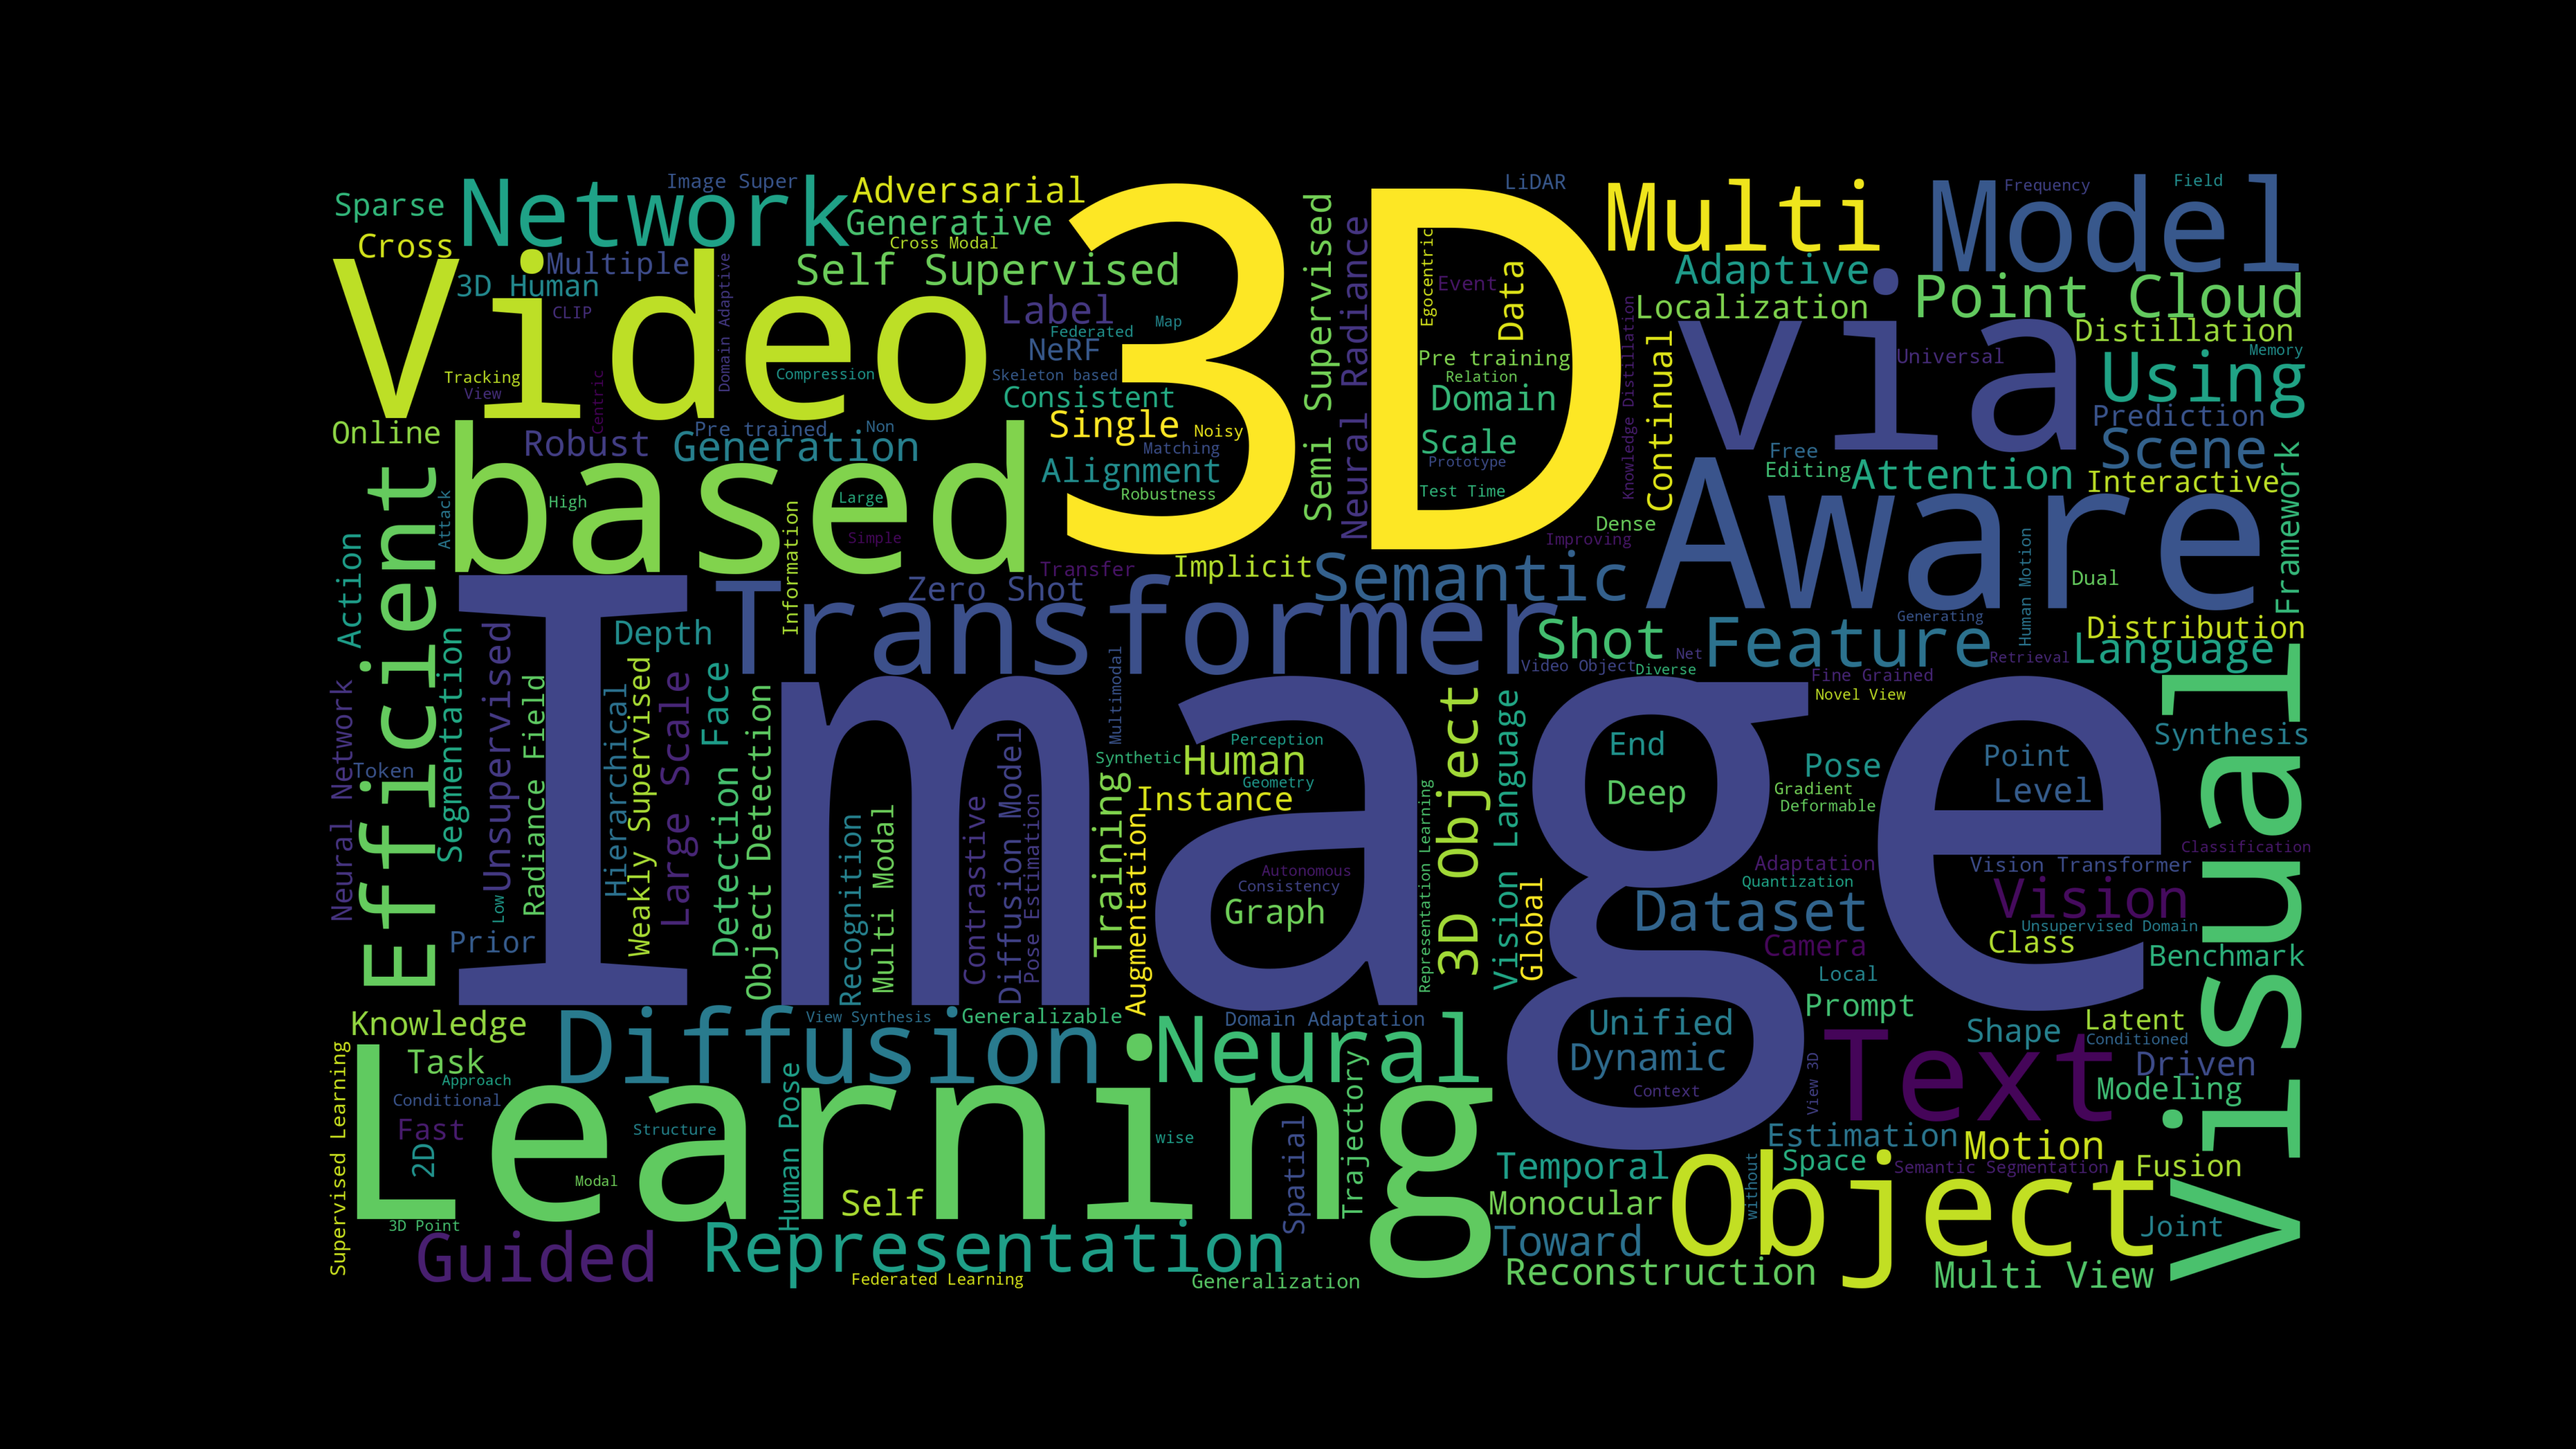 Sparse
Network
Image Super
Adversarial
Generative
3D
LiDAR
Multi
Model
Frequency
Field
Cross
Cross Modal
Video
Multiple
3D Human
CLIP
Domain Adaptive
Self Supervised
Label
Federated
Map
NeRF
Semi Supervised
Neural Radiance
Egocentric
Event
Data
Adaptive
Localization
via
Point Cloud
Distillation
Universal
Memory
Using
Tracking
View
Centric
Compression
Skeleton based
Consistent
Pre training
Relation
Domain
Knowledge Distillation
Continual
Prediction
Scene
Online
based
Robust
Pre trained
Non
Generation
Single
Noisy
Matching
Alignment
Robustness
Scale
Prototype
Test Time
Free
Editing
Attention
Interactive
Framework
Efficient
Attack
High
Large
Simple
Information
Dense
Improving
Aware
Action
Transformer
Zero Shot
Transfer
Implicit
Semantic
Human Motion
Dual
Generating
Distribution
Depth
Shot
Feature
Retrieval
Language
Video Object
Net
Diverse
Fine Grained
Novel View
Image
Neural Network
Token
Segmentation
Unsupervised
Low
Radiance Field
Hierarchical
Weakly Supervised
Large Scale
Face
Detection
Object Detection
Recognition
Multi Modal
Contrastive
Diffusion Model
Pose Estimation
Multimodal
Synthetic
Training
Augmentation
Perception
Human
Geometry
Instance
Autonomous
Consistency
Graph
Representation Learning
3D Object
Vision Language
Global
End
Deep
Pose
Gradient
Deformable
Point
Level
Synthesis
Visual
Classification
Adaptation
Quantization
Vision Transformer
Dataset
Vision
Unsupervised Domain
Camera
Class
Benchmark
Prior
Local
Prompt
Knowledge
Diffusion
View Synthesis
Generalizable
Domain Adaptation
Neural
Unified
Dynamic
Shape
Latent
Conditioned
Driven
Modeling
Text
View 3D
Context
Task
Approach
Conditional
Supervised Learning
Learning
Fast
2D
Structure
Modal
Human Pose
wise
Spatial
Trajectory
Estimation
Motion
Temporal
Space
Semantic Segmentation
Fusion
Without
Object
Self
Monocular
3D Point
Guided
Representation
Toward
Joint
Federated Learning
Generalization
Reconstruction
Multi View